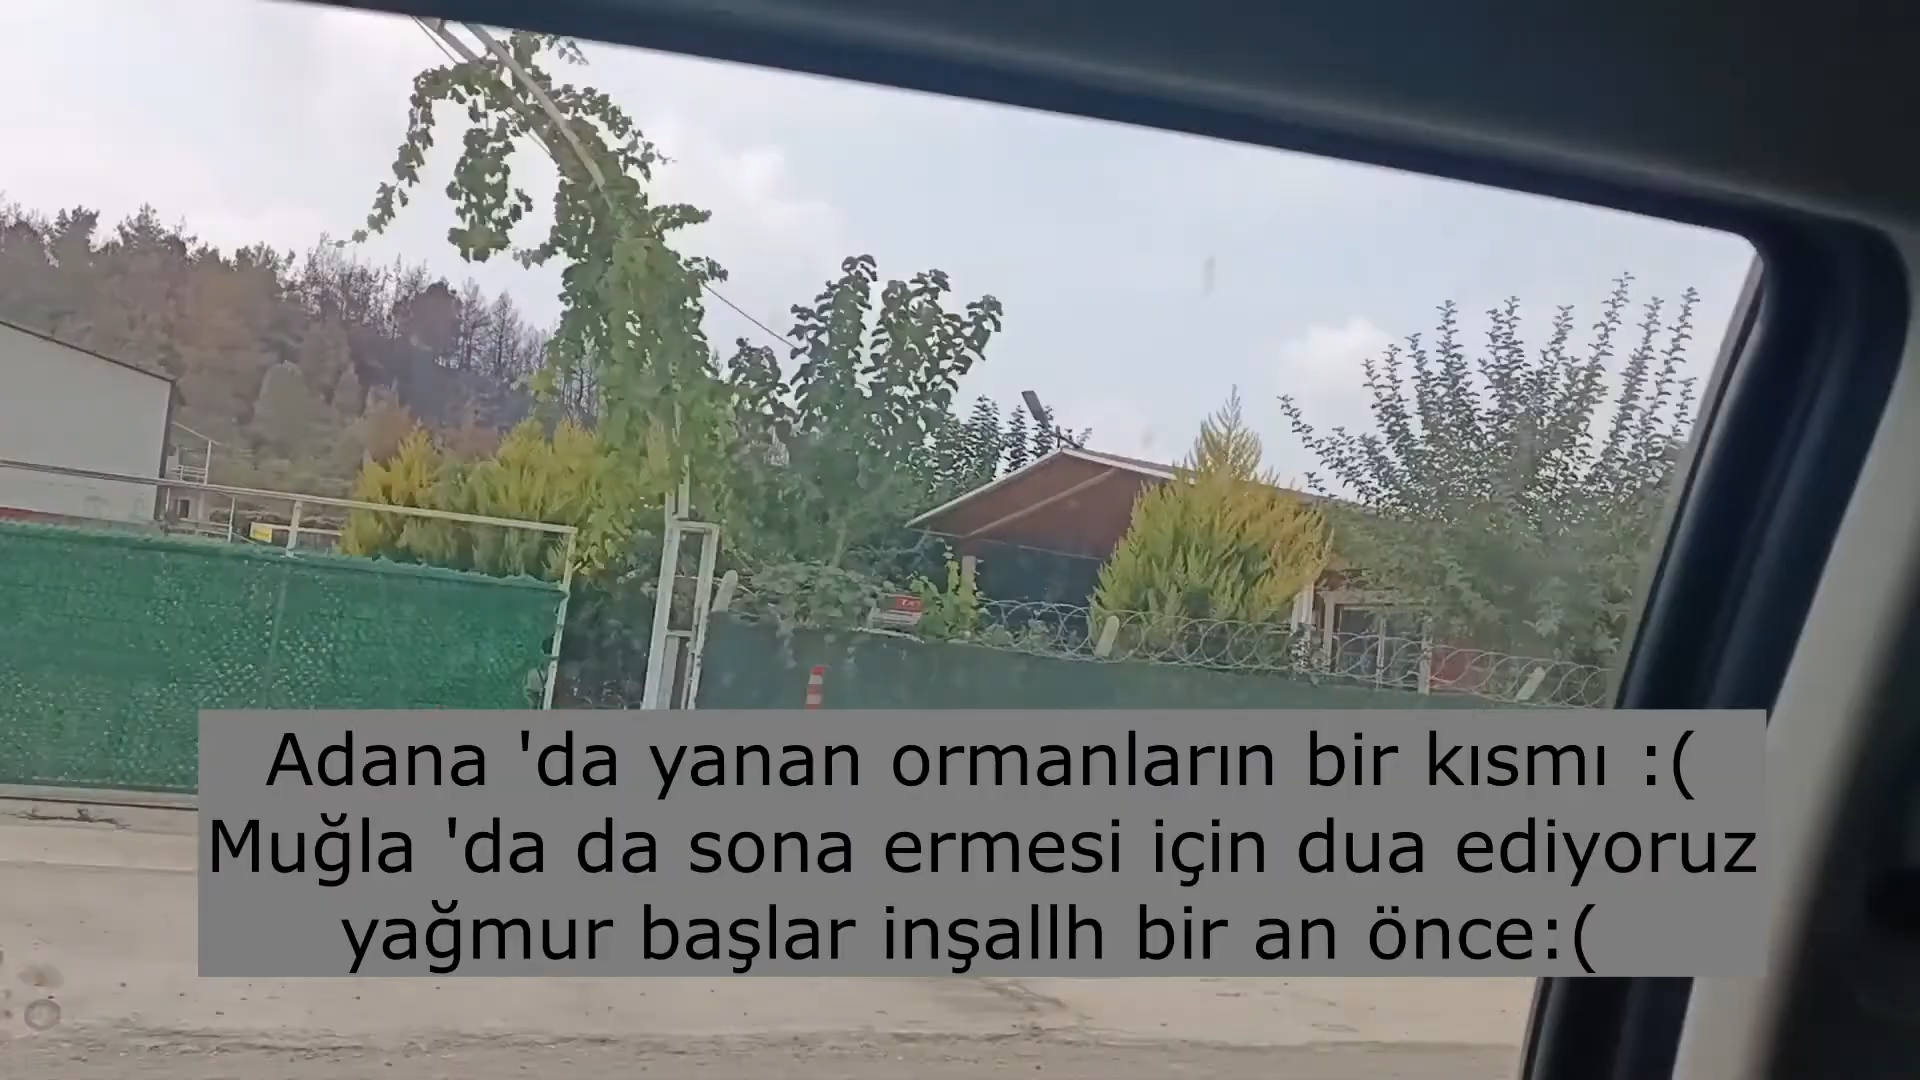 Adana 'da yanan ormanların bir kısmı :(
Muğla 'da da sona ermesi için dua ediyoruz
yağmur başlar inşallh bir an önce:(